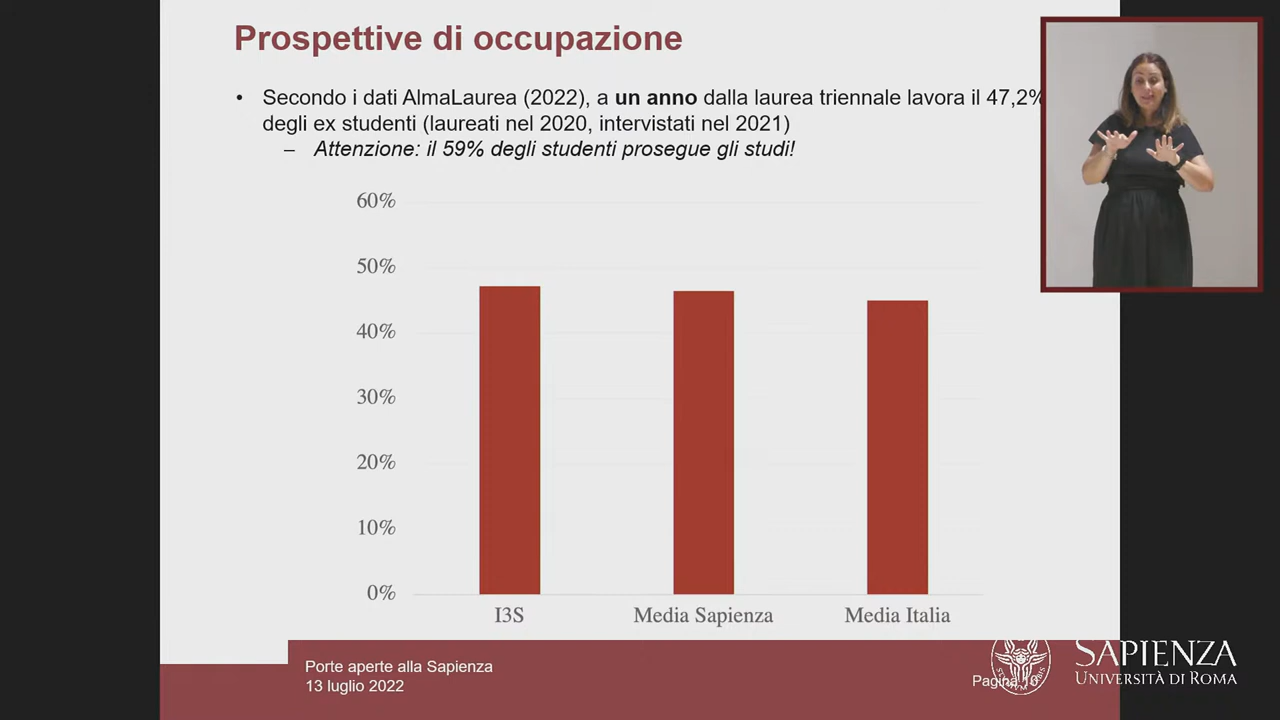 Prospettive di occupazione
• Secondo i dati AlmaLaurea (2022), a un anno dalla laurea triennale lavora il 47,2%
degli ex studenti (laureati nel 2020, intervistati nel 2021)
– Attenzione: il 59% degli studenti prosegue gli studi!
60%
50%
40%
30%
20%
10%
0%
I3S
Media Sapienza
Media Italia
Porte aperte alla Sapienza
13 luglio 2022
Pagina
SAPIENZA
UNIVERSITÀ DI ROMA